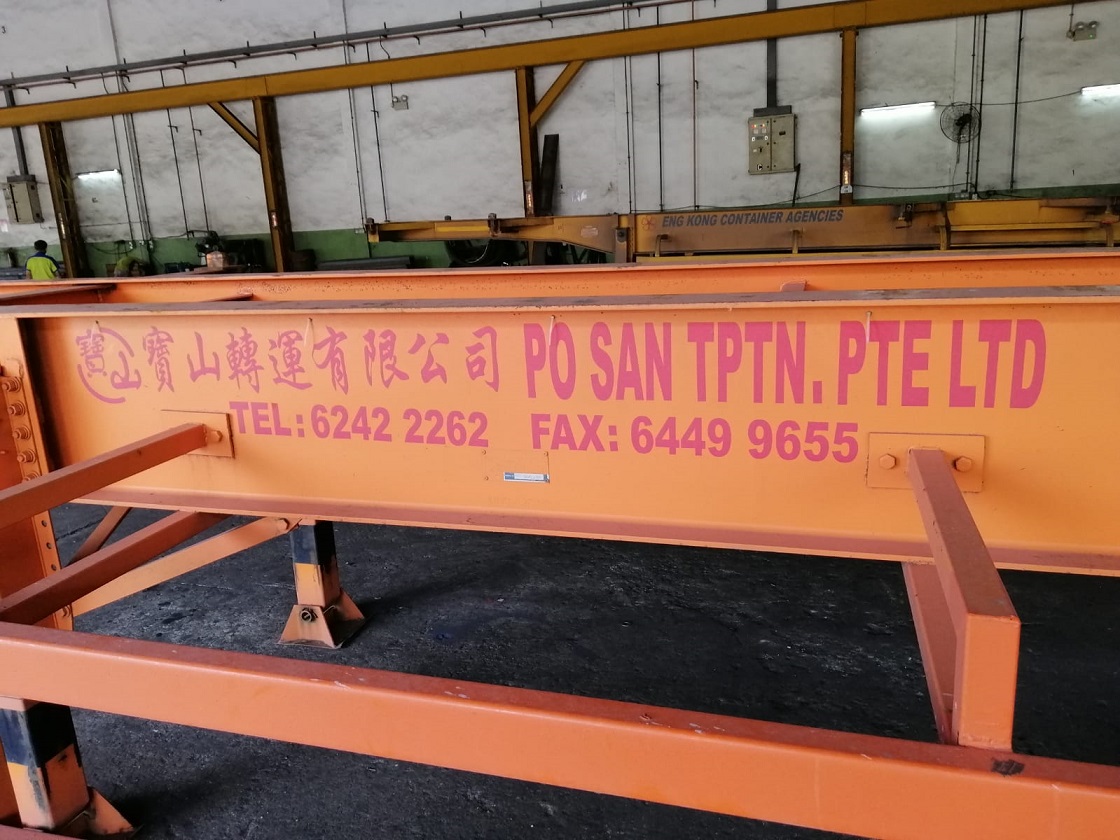 ENG KONG CONTAINER AGENCIES
寶山 寶山轉運有限公司 PO SAN TPTN. PTE LTD
TEL: 6242 2262 FAX: 6449 9655